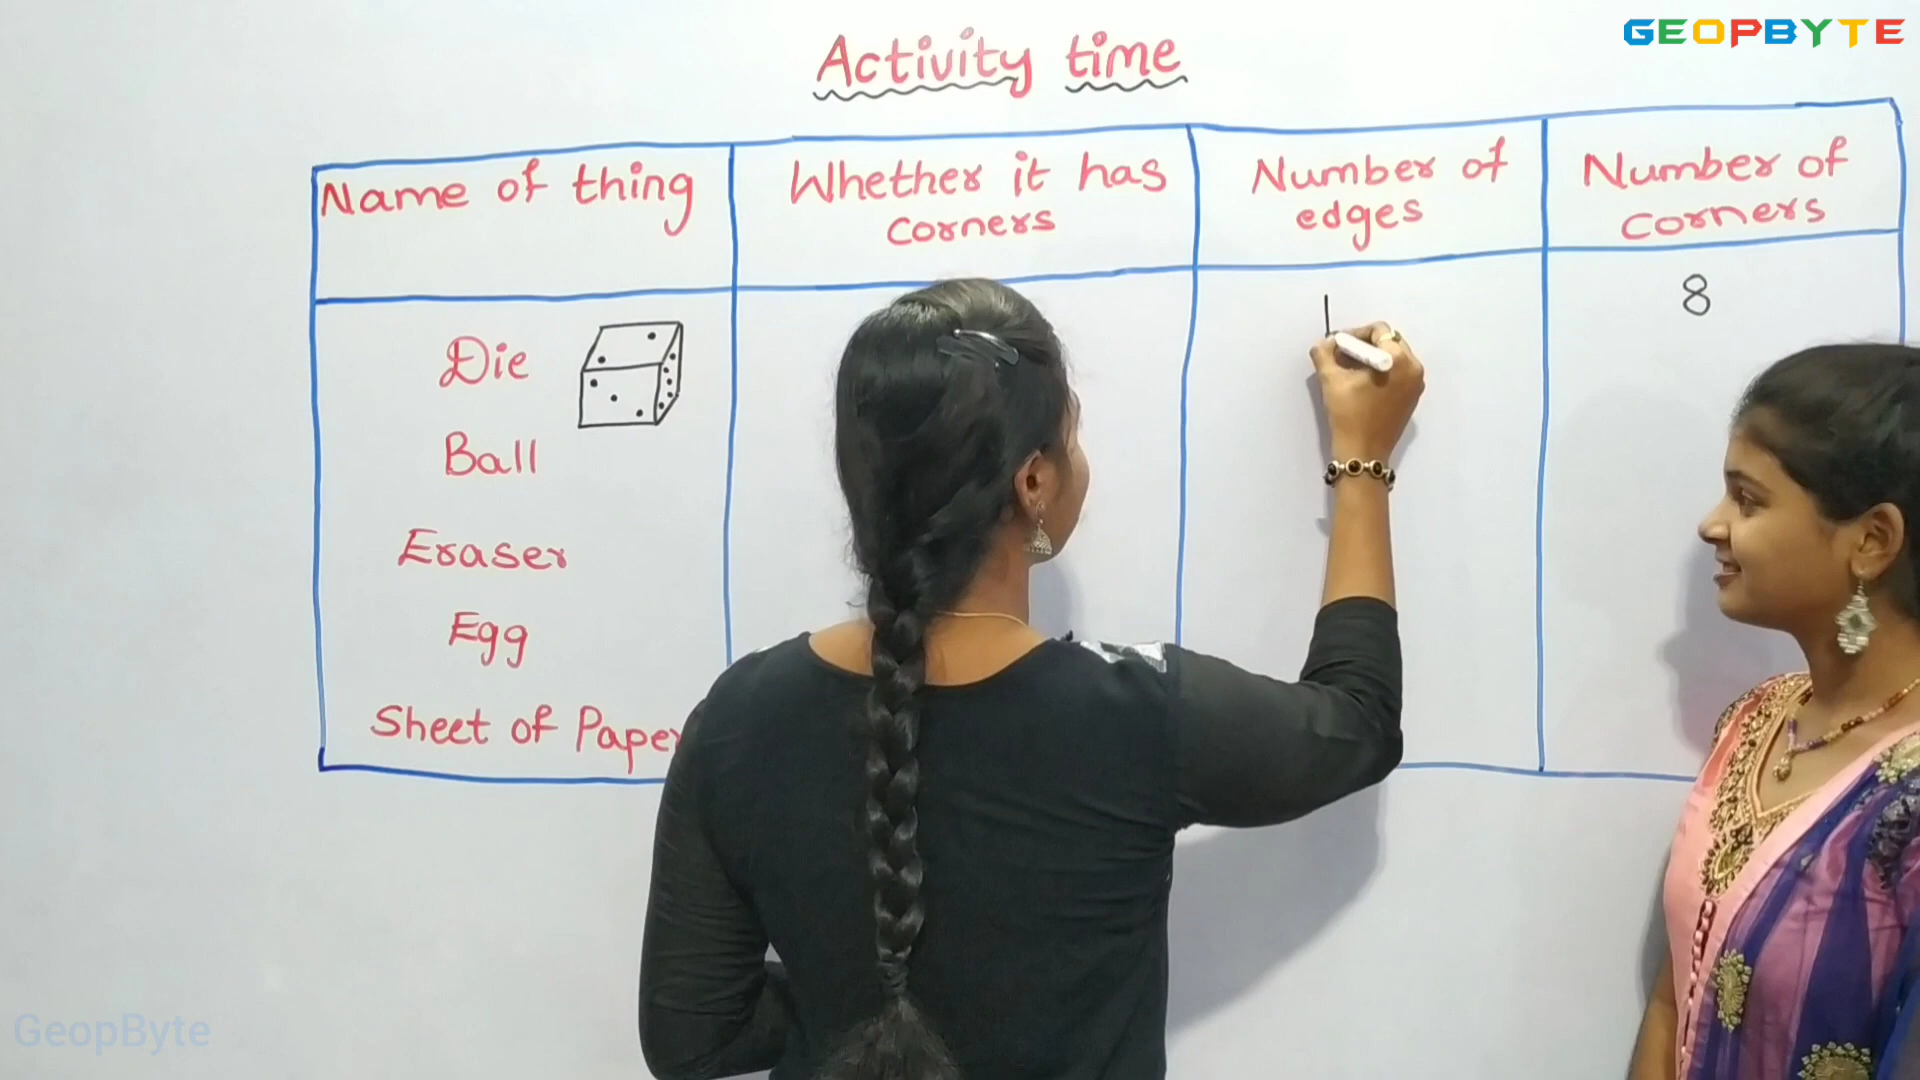 GEOPBYTE
Activity time
Name of thing
Whether it has
corners
Number of
edges
Number of
corners
8
Die
Ball
Eraser
Egg
Sheet of Paper
GeopByte